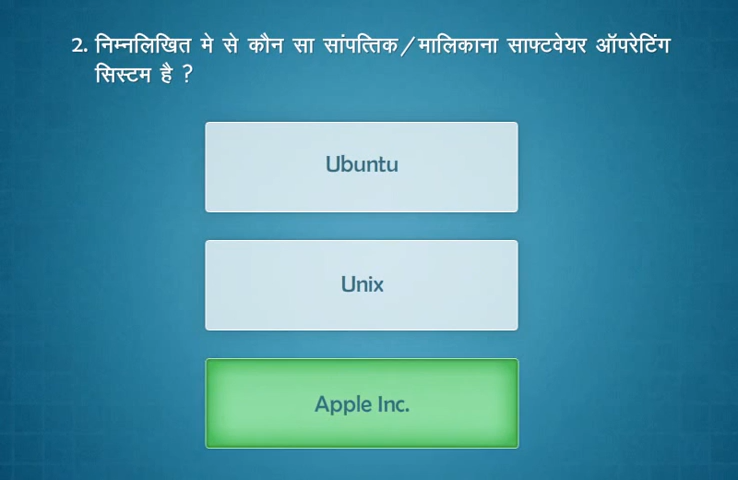 2. निम्नलिखित मे से कौन सा सांपत्तिक/मालिकाना साफ्टवेयर ऑपरेटिंग
सिस्टम है ?
Ubuntu
Unix
Apple Inc.